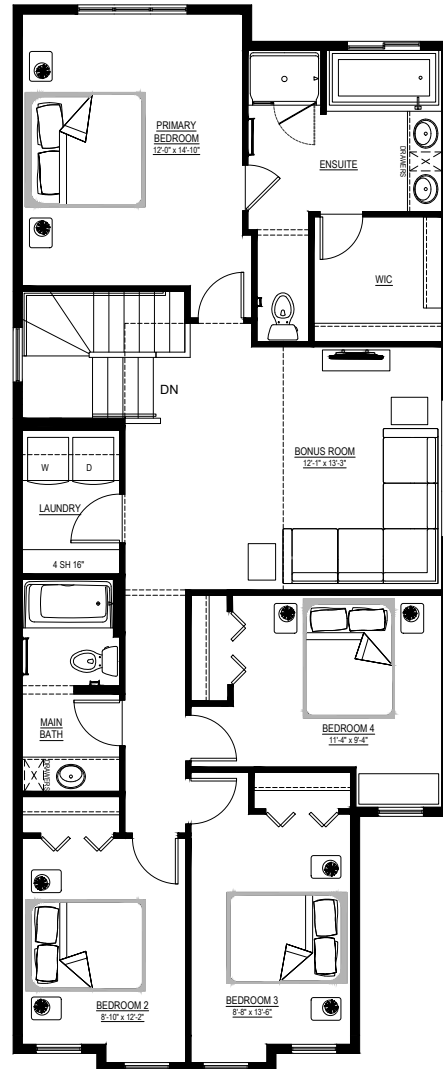 PRIMARY
BEDROOM
12'-0" x 14'-10"
ENSUITE
DRAWERS
WIC
DN
BONUS ROOM
12'-1" x 13'-3"
W
D
LAUNDRY
4 SH 16"
MAIN
BATH
DRAWERS
BEDROOM 4
11'-4" x 9'-4"
BEDROOM 2
8'-10" x 12'-2"
BEDROOM 3
8'-8" x 13'-6"